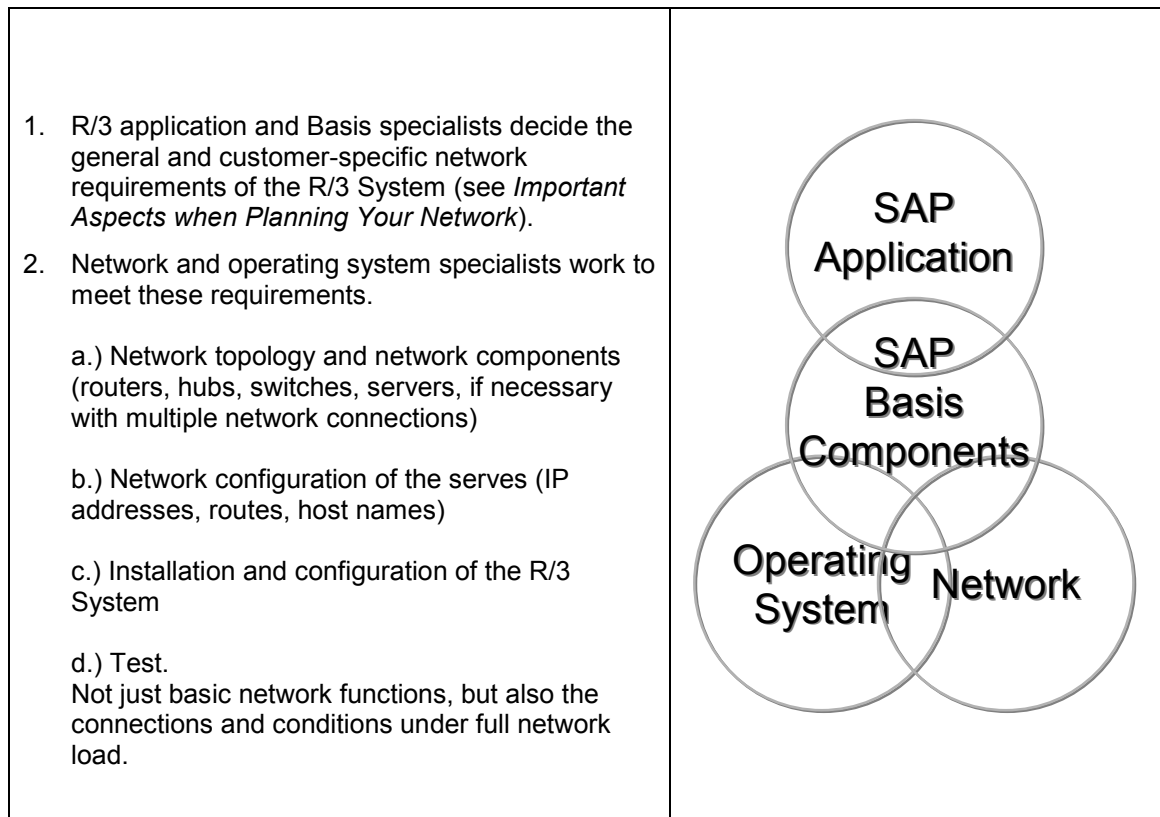 1. R/3 application and Basis specialists decide the
general and customer-specific network
requirements of the R/3 System (see Important
Aspects when Planning Your Network).
2. Network and operating system specialists work to
meet these requirements.
a.) Network topology and network components
(routers, hubs, switches, servers, if necessary
with multiple network connections)
b.) Network configuration of the serves (IP
addresses, routes, host names)
c.) Installation and configuration of the R/3
System
d.) Test.
Not just basic network functions, but also the
connections and conditions under full network
load.
SAP
Application
SAP
Basis
Components
Operating
System
Network